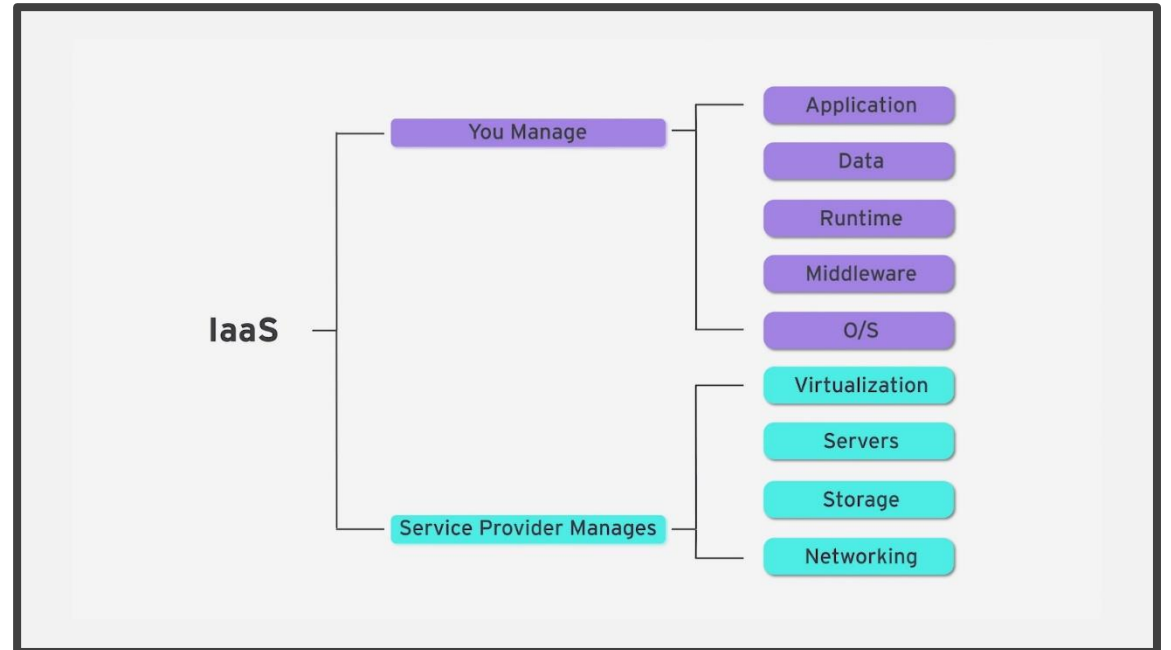 IaaS
You Manage
Application
Data
Runtime
Middleware
O/S
Service Provider Manages
Virtualization
Servers
Storage
Networking